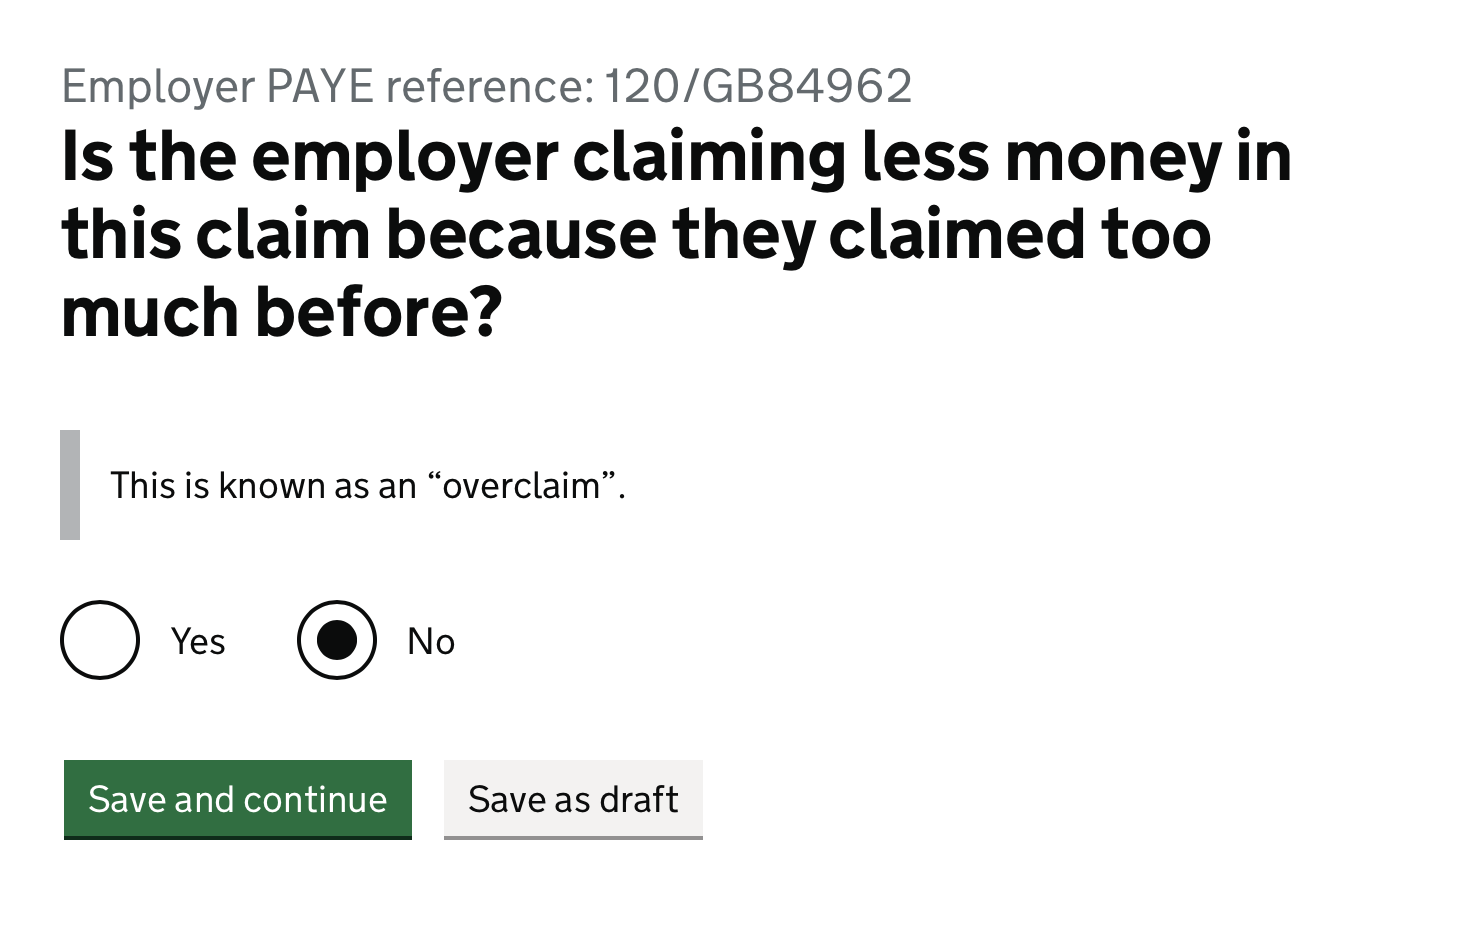 Employer PAYE reference: 120/GB84962
Is the employer claiming less money in
this claim because they claimed too
much before?
This is known as an “overclaim”.
Yes No
Save and continue Save as draft